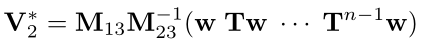 V₂* = M₁₃M₂₃⁻¹(w Tw ⋯ Tⁿ⁻¹w)